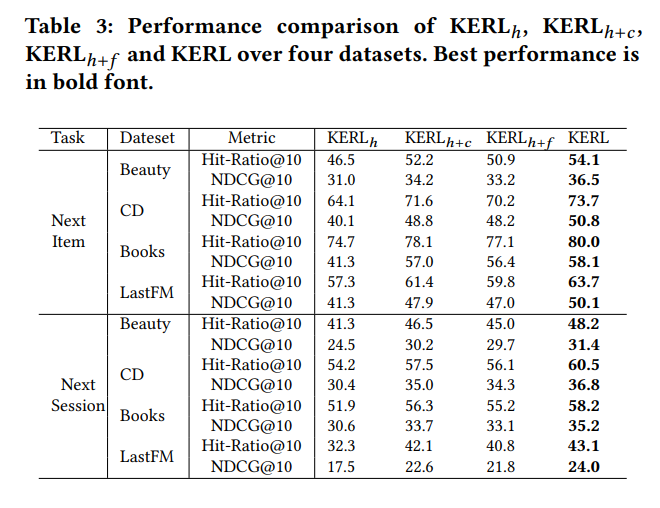 Table 3: Performance comparison of KERLh, KERLh+c,
KERLh+f and KERL over four datasets. Best performance is
in bold font.
Task Dateset Metric KERLh KERLh+c KERLh+f KERL
Next Item Beauty Hit-Ratio@10 46.5 52.2 50.9 54.1
NDCG@10 31.0 34.2 33.2 36.5
CD Hit-Ratio@10 64.1 71.6 70.2 73.7
NDCG@10 40.1 48.8 48.2 50.8
Books Hit-Ratio@10 74.7 78.1 77.1 80.0
NDCG@10 41.3 57.0 56.4 58.1
LastFM Hit-Ratio@10 57.3 61.4 59.8 63.7
NDCG@10 41.3 47.9 47.0 50.1
Next Session Beauty Hit-Ratio@10 41.3 46.5 45.0 48.2
NDCG@10 24.5 30.2 29.7 31.4
CD Hit-Ratio@10 54.2 57.5 56.1 60.5
NDCG@10 30.4 35.0 34.3 36.8
Books Hit-Ratio@10 51.9 56.3 55.2 58.2
NDCG@10 30.6 33.7 33.1 35.2
LastFM Hit-Ratio@10 32.3 42.1 40.8 43.1
NDCG@10 17.5 22.6 21.8 24.0